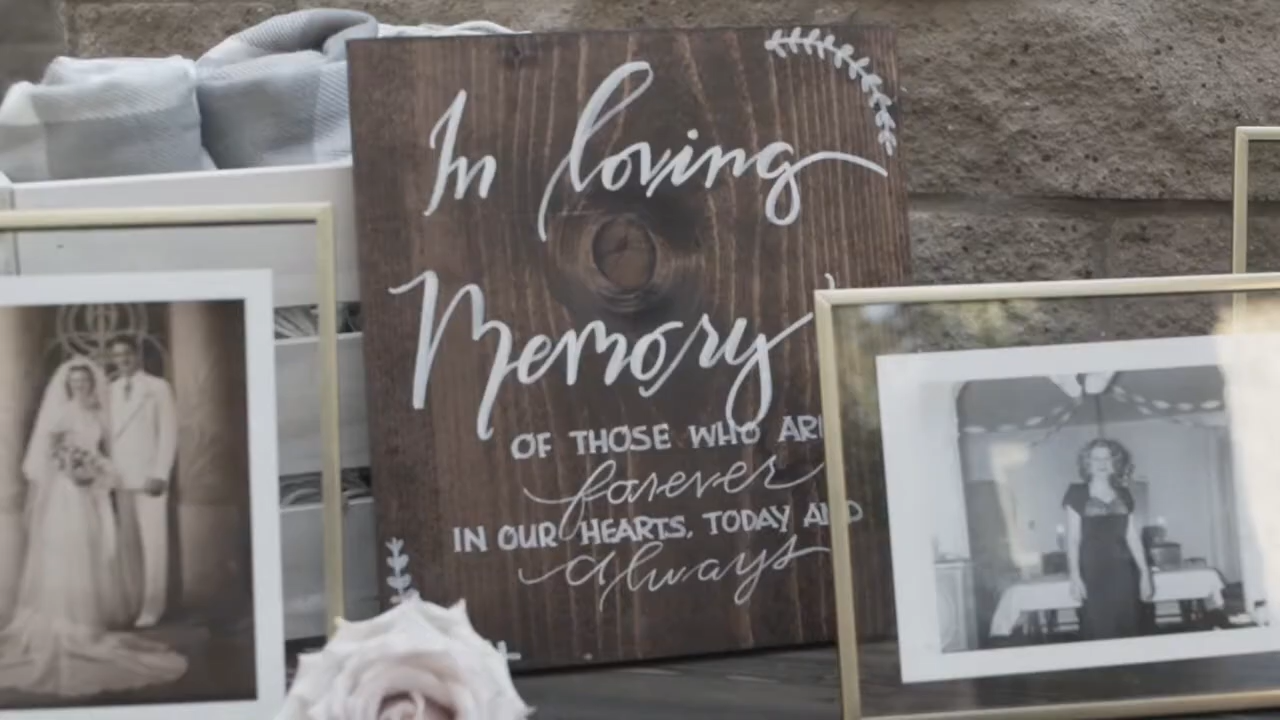 In loving
Memory
OF THOSE WHO ARE
forever
IN OUR HEARTS, TODAY AND
always